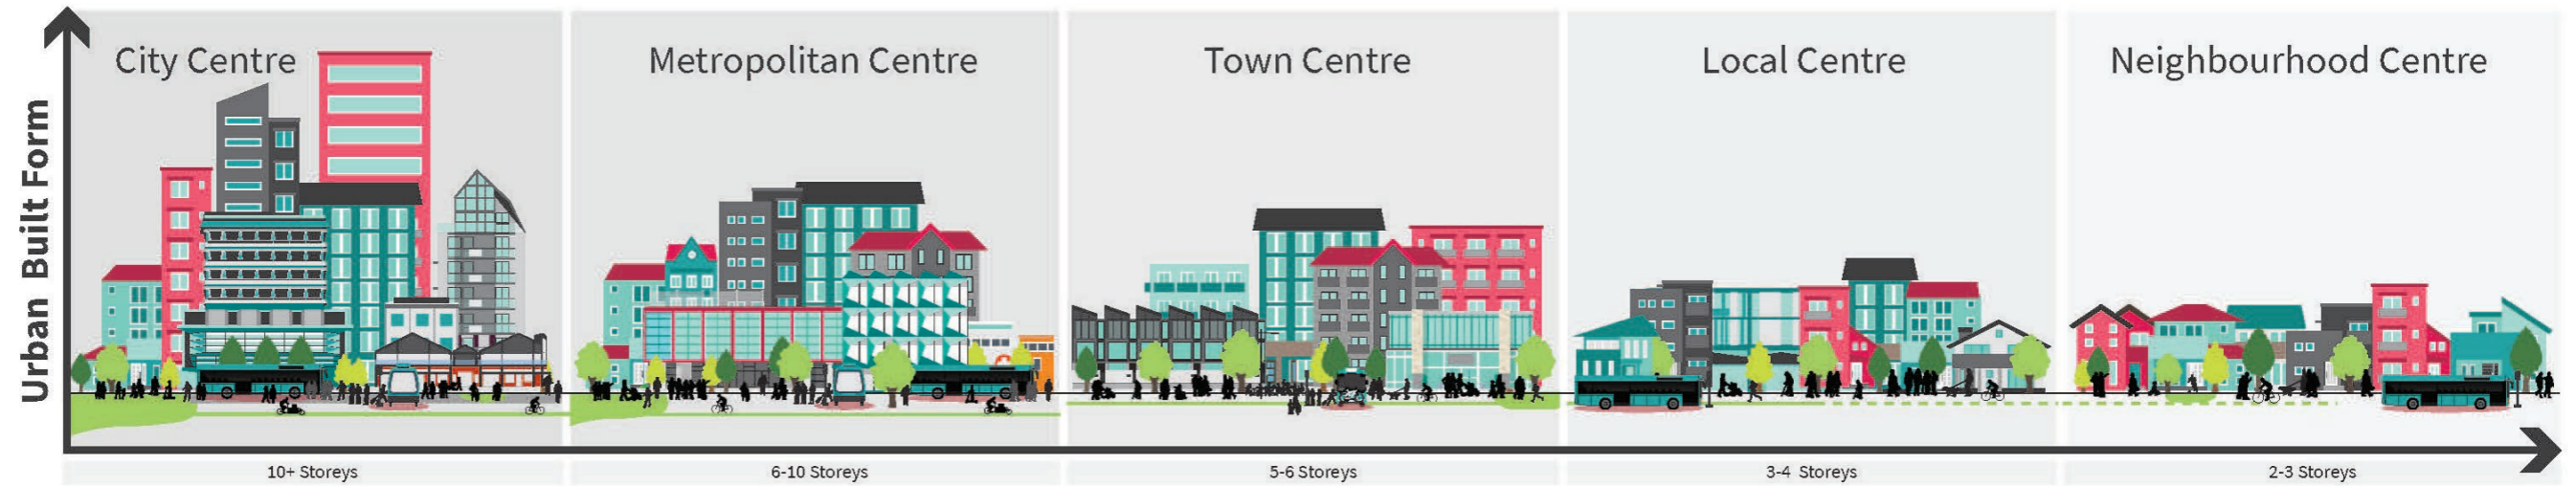 City Centre
Metropolitan Centre
Town Centre
Local Centre
Neighbourhood Centre
Urban Built Form
10+ Storeys
6-10 Storeys
5-6 Storeys
3-4 Storeys
2-3 Storeys